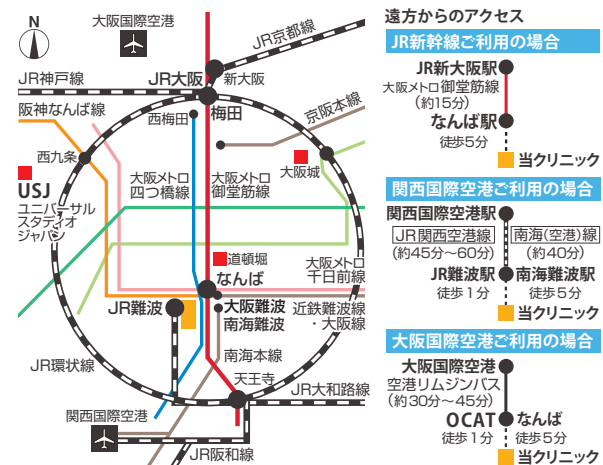 N
大阪国際空港
JR京都線
JR神戸線
JR大阪
新大阪
阪神なんば線
西梅田
梅田
京阪本線
西九条
大阪メトロ
四つ橋線
大阪メトロ
御堂筋線
大阪城
USJ
ユニバーサル
スタディオ
ジャパン
道頓堀
なんば
大阪メトロ
千日前線
JR難波
大阪難波
南海難波
近鉄難波線
・大阪線
JR環状線
南海本線
天王寺
JR大和路線
関西国際空港
JR阪和線
遠方からのアクセス
JR新幹線ご利用の場合
JR新大阪駅
大阪メトロ御堂筋線
(約15分)
なんば駅
徒歩5分
当クリニック
関西国際空港ご利用の場合
関西国際空港駅
JR関西空港線 南海(空港)線
(約45分〜60分) (約40分)
JR難波駅 南海難波駅
徒歩1分 徒歩5分
当クリニック
大阪国際空港ご利用の場合
大阪国際空港
空港リムジンバス
(約30分〜45分)
OCAT なんば
徒歩1分 徒歩5分
当クリニック